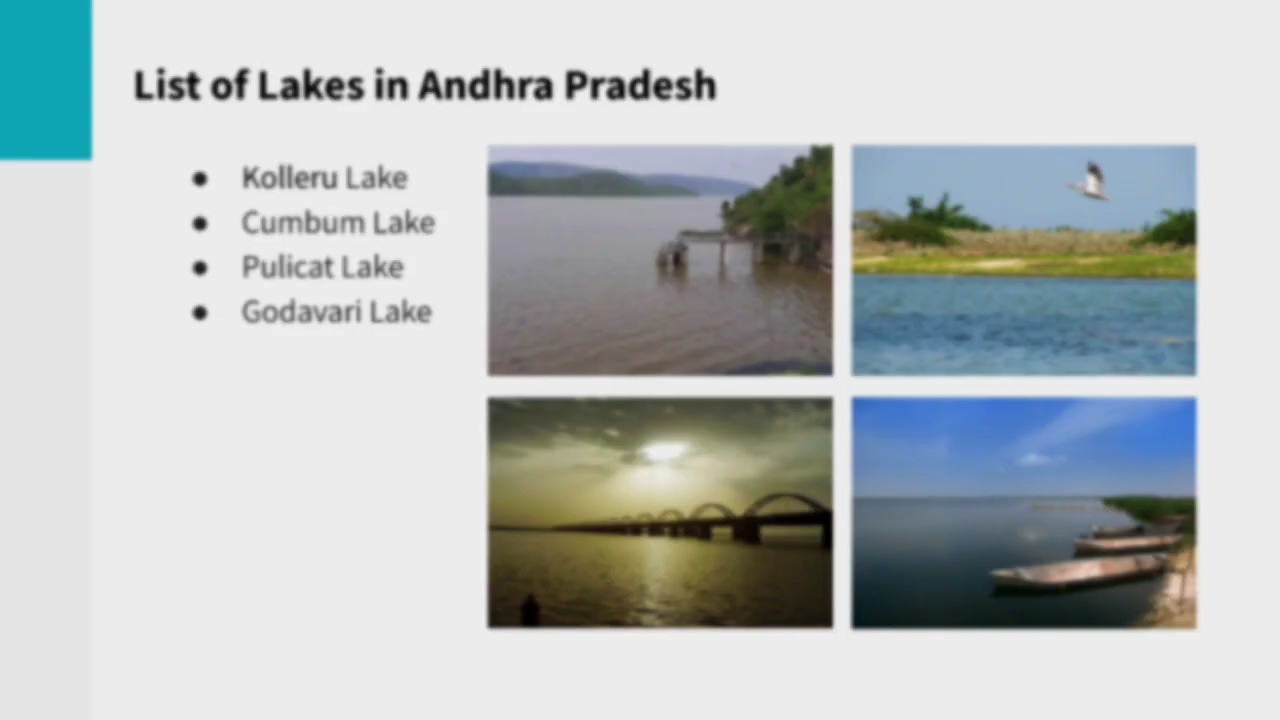 List of Lakes in Andhra Pradesh
● Kolleru Lake
● Cumbum Lake
● Pulicat Lake
● Godavari Lake